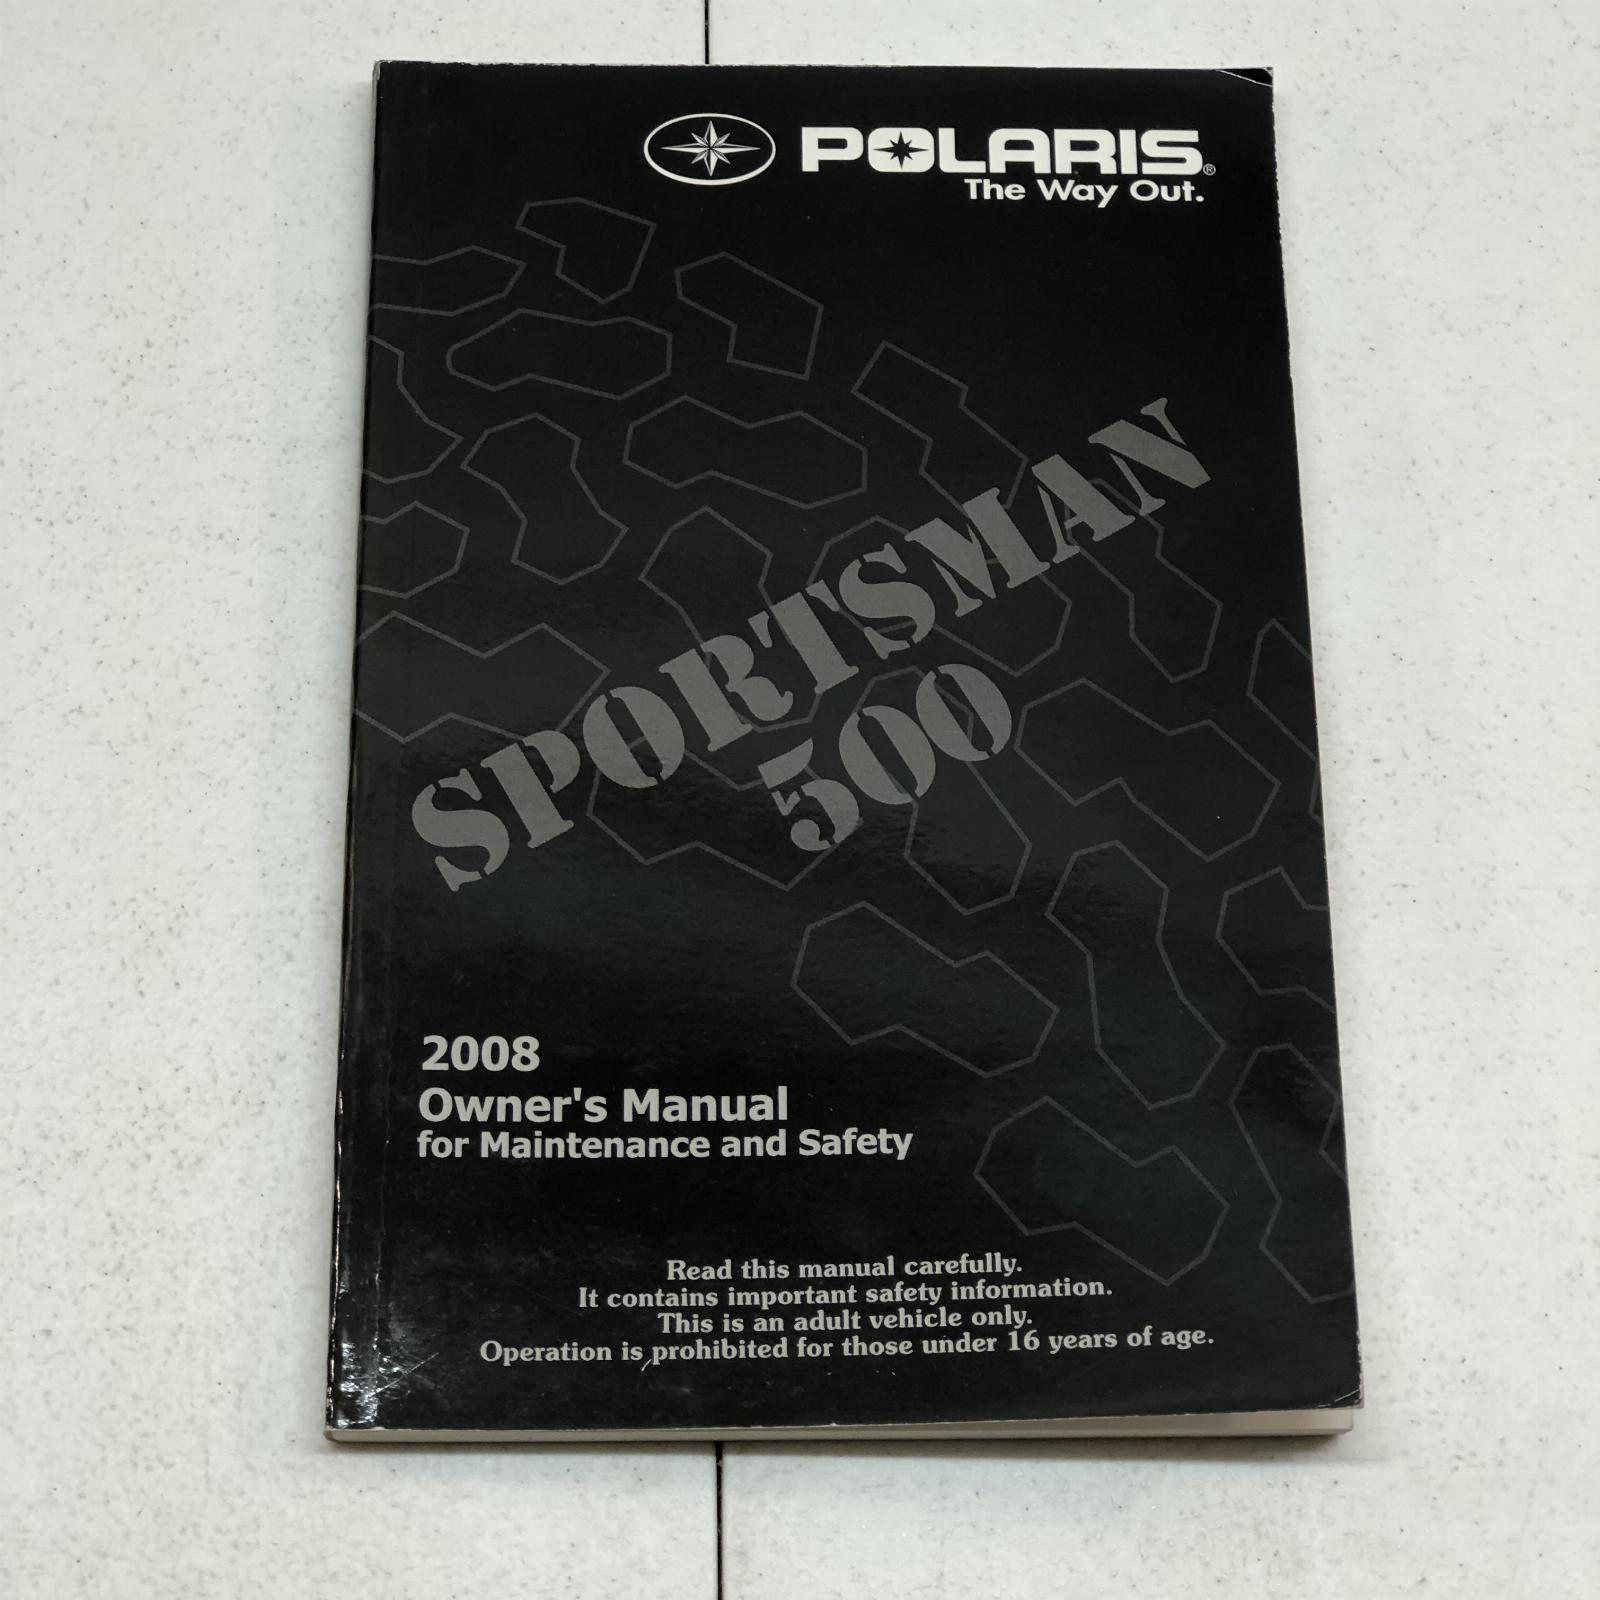 POLARIS®
The Way Out.
SPORTSMAN
500
2008
Owner's Manual
for Maintenance and Safety
Read this manual carefully.
It contains important safety information.
This is an adult vehicle only.
Operation is prohibited for those under 16 years of age.